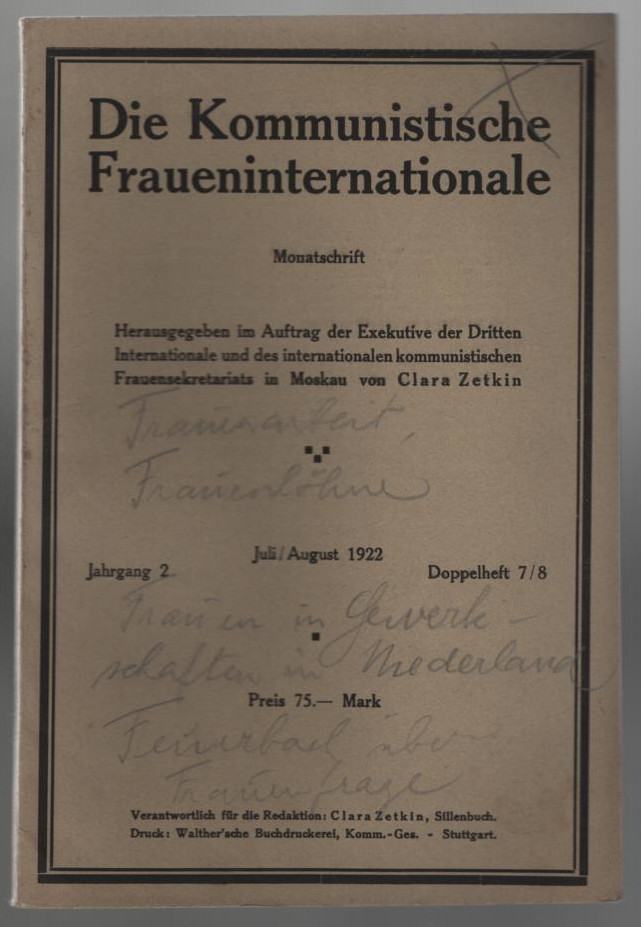 Die Kommunistische
Fraueninternationale
Monatschrift
Herausgegeben im Auftrag der Exekutive der Dritten
Internationale und des internationalen kommunistischen
Frauensekretariats in Moskau von Clara Zetkin
Frauenarbeit,
Frauenlöhne
Juli/August 1922
Jahrgang 2
Doppelheft 7/8
Frauen in Gewerk-
schaften in Niederland
Preis 75.— Mark
Feuerbach über
Frauenfrage
Verantwortlich für die Redaktion: Clara Zetkin, Sillenbuch.
Druck: Walther'sche Buchdruckerei, Komm.-Ges. - Stuttgart.